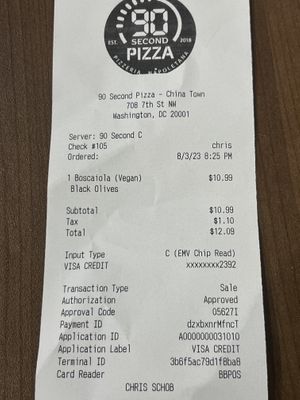 90
SECOND
EST. 2018
PIZZA
PIZZERIA NAPOLETANA
90 Second Pizza - China Town
708 7th St NW
Washington, DC 20001
Server: 90 Second C
Check #105 chris
Ordered: 8/3/23 8:25 PM
1 Boscaiola (Vegan) $10.99
Black Olives
Subtotal $10.99
Tax $1.10
Total $12.09
Input Type C (EMV Chip Read)
VISA CREDIT xxxxxxxx2392
Transaction Type Sale
Authorization Approved
Approval Code 05627I
Payment ID dzxbxnrMfncT
Application ID A0000000031010
Application Label VISA CREDIT
Terminal ID 3b6f5ac79d1f8ba8
Card Reader BBPOS
CHRIS SCHOB